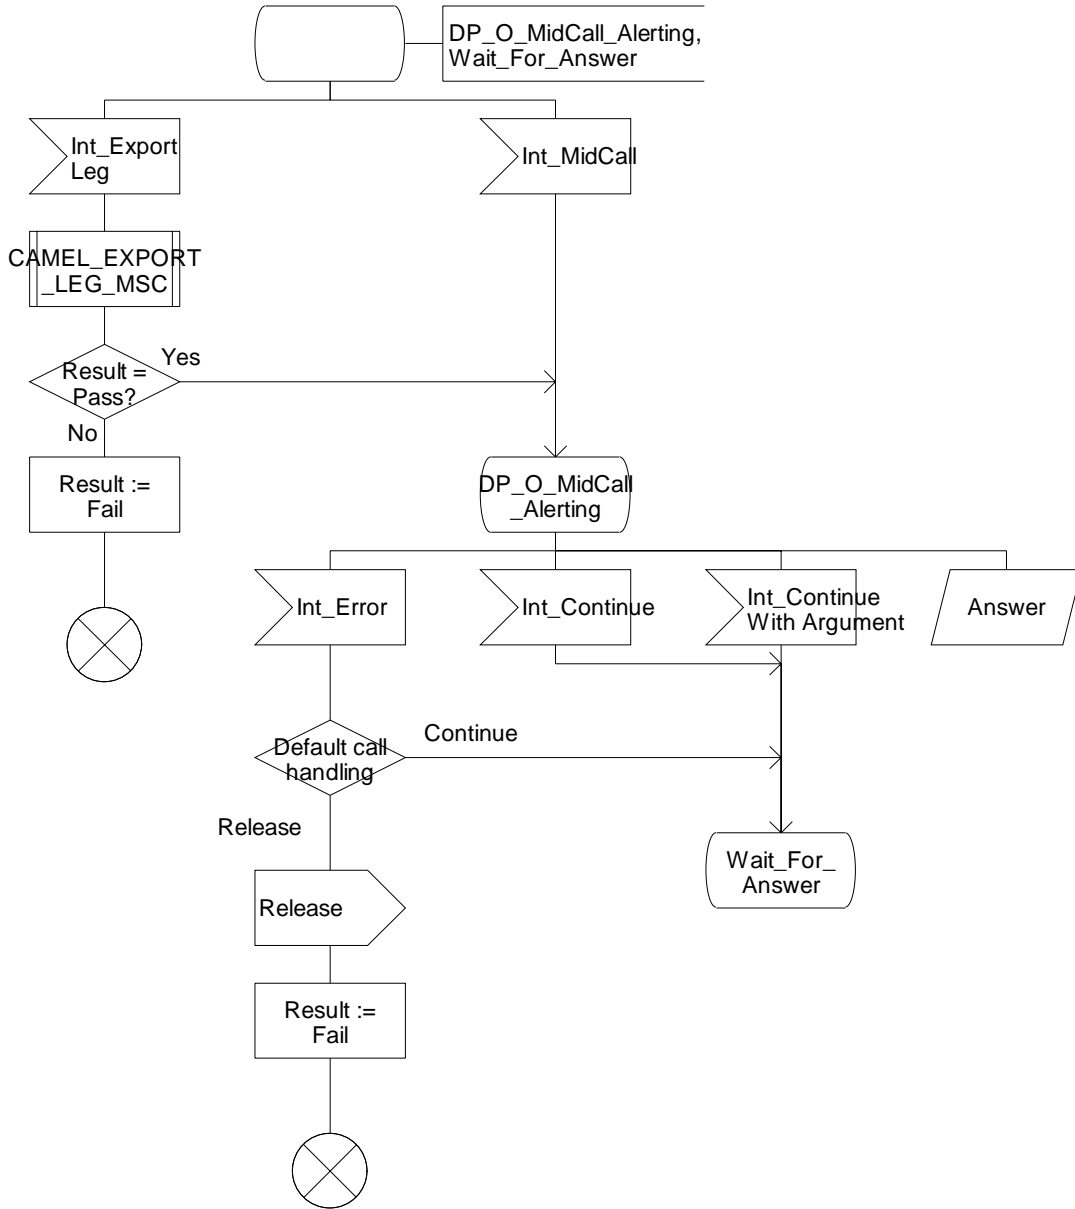 DP_O_MidCall_Alerting,
Wait_For_Answer
Int_Export
Leg
Int_MidCall
CAMEL_EXPORT
_LEG_MSC
Yes
Result =
Pass?
No
Result :=
Fail
DP_O_MidCall
_Alerting
Int_Error
Int_Continue
Int_Continue
With Argument
Answer
Continue
Default call
handling
Release
Wait_For_
Answer
Release
Result :=
Fail